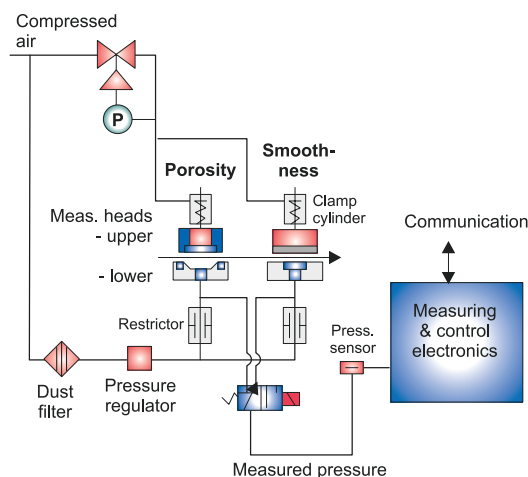 Compressed
air
P
Porosity
Smooth-
ness
Clamp
cylinder
Meas. heads
- upper
- lower
Communication
Measuring
& control
electronics
Restrictor
Press.
sensor
Dust
filter
Pressure
regulator
Measured pressure